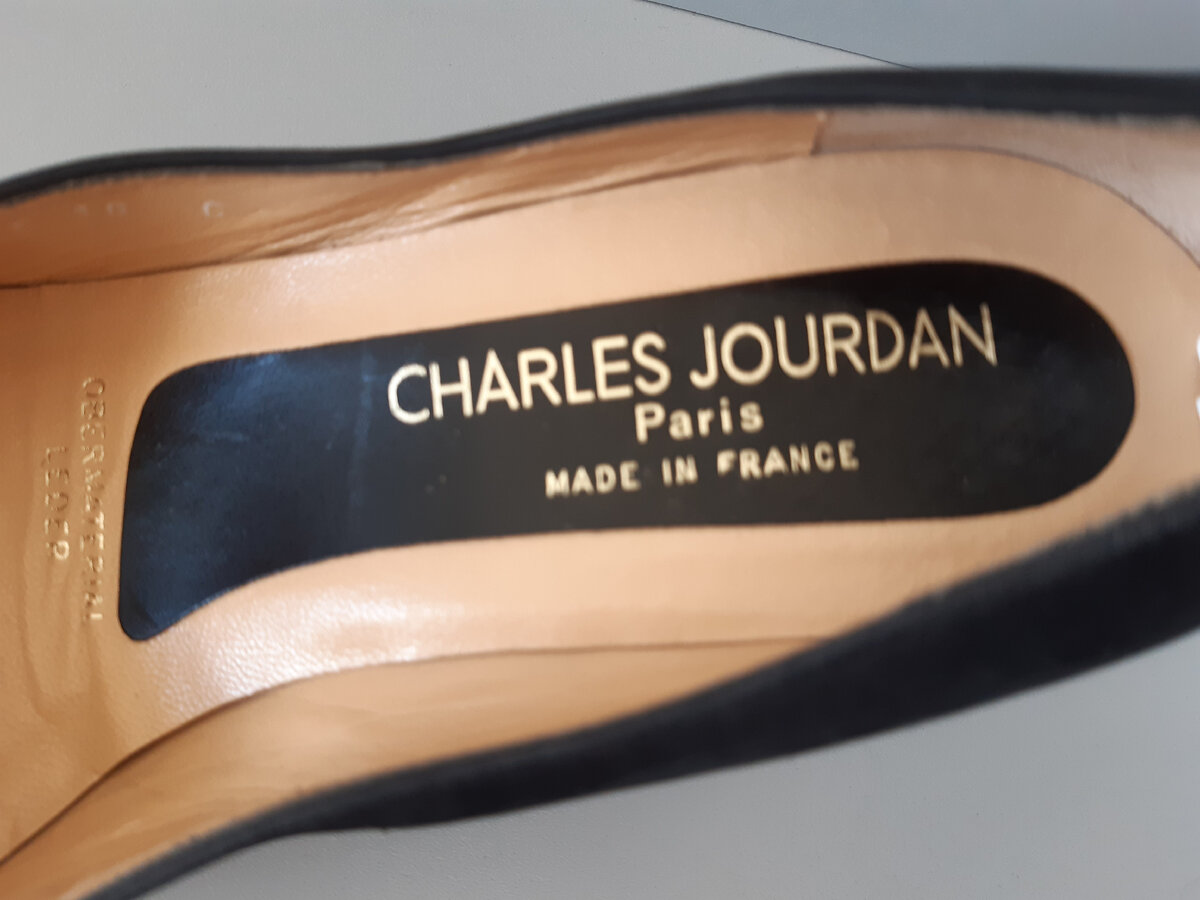 CHARLES JOURDAN
Paris
MADE IN FRANCE
OBERMATERIAL
LEDER